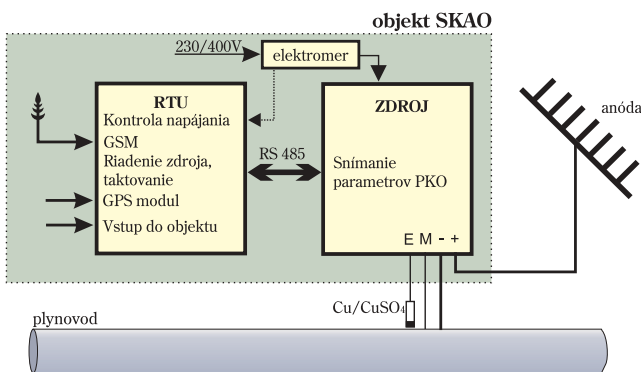 objekt SKAO
230/400V
elektromer
RTU
Kontrola napájania
GSM
Riadenie zdroja,
taktovanie
GPS modul
Vstup do objektu
RS 485
ZDROJ
Snímanie
parametrov PKO
E M - +
anóda
Cu/CuSO4
plynovod